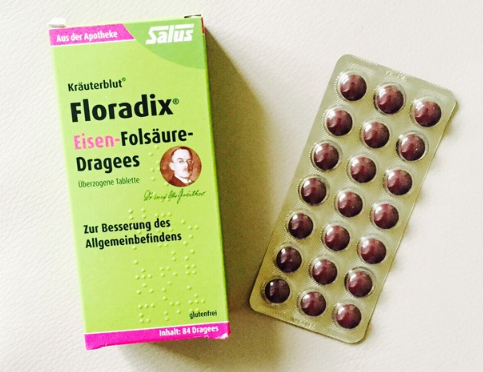 Aus der Apotheke
Salus
Kräuterblut®
Floradix®
Eisen-Folsäure-
Dragees
Überzogene Tablette
Zur Besserung des
Allgemeinbefindens
glutenfrei
Inhalt: 84 Dragees